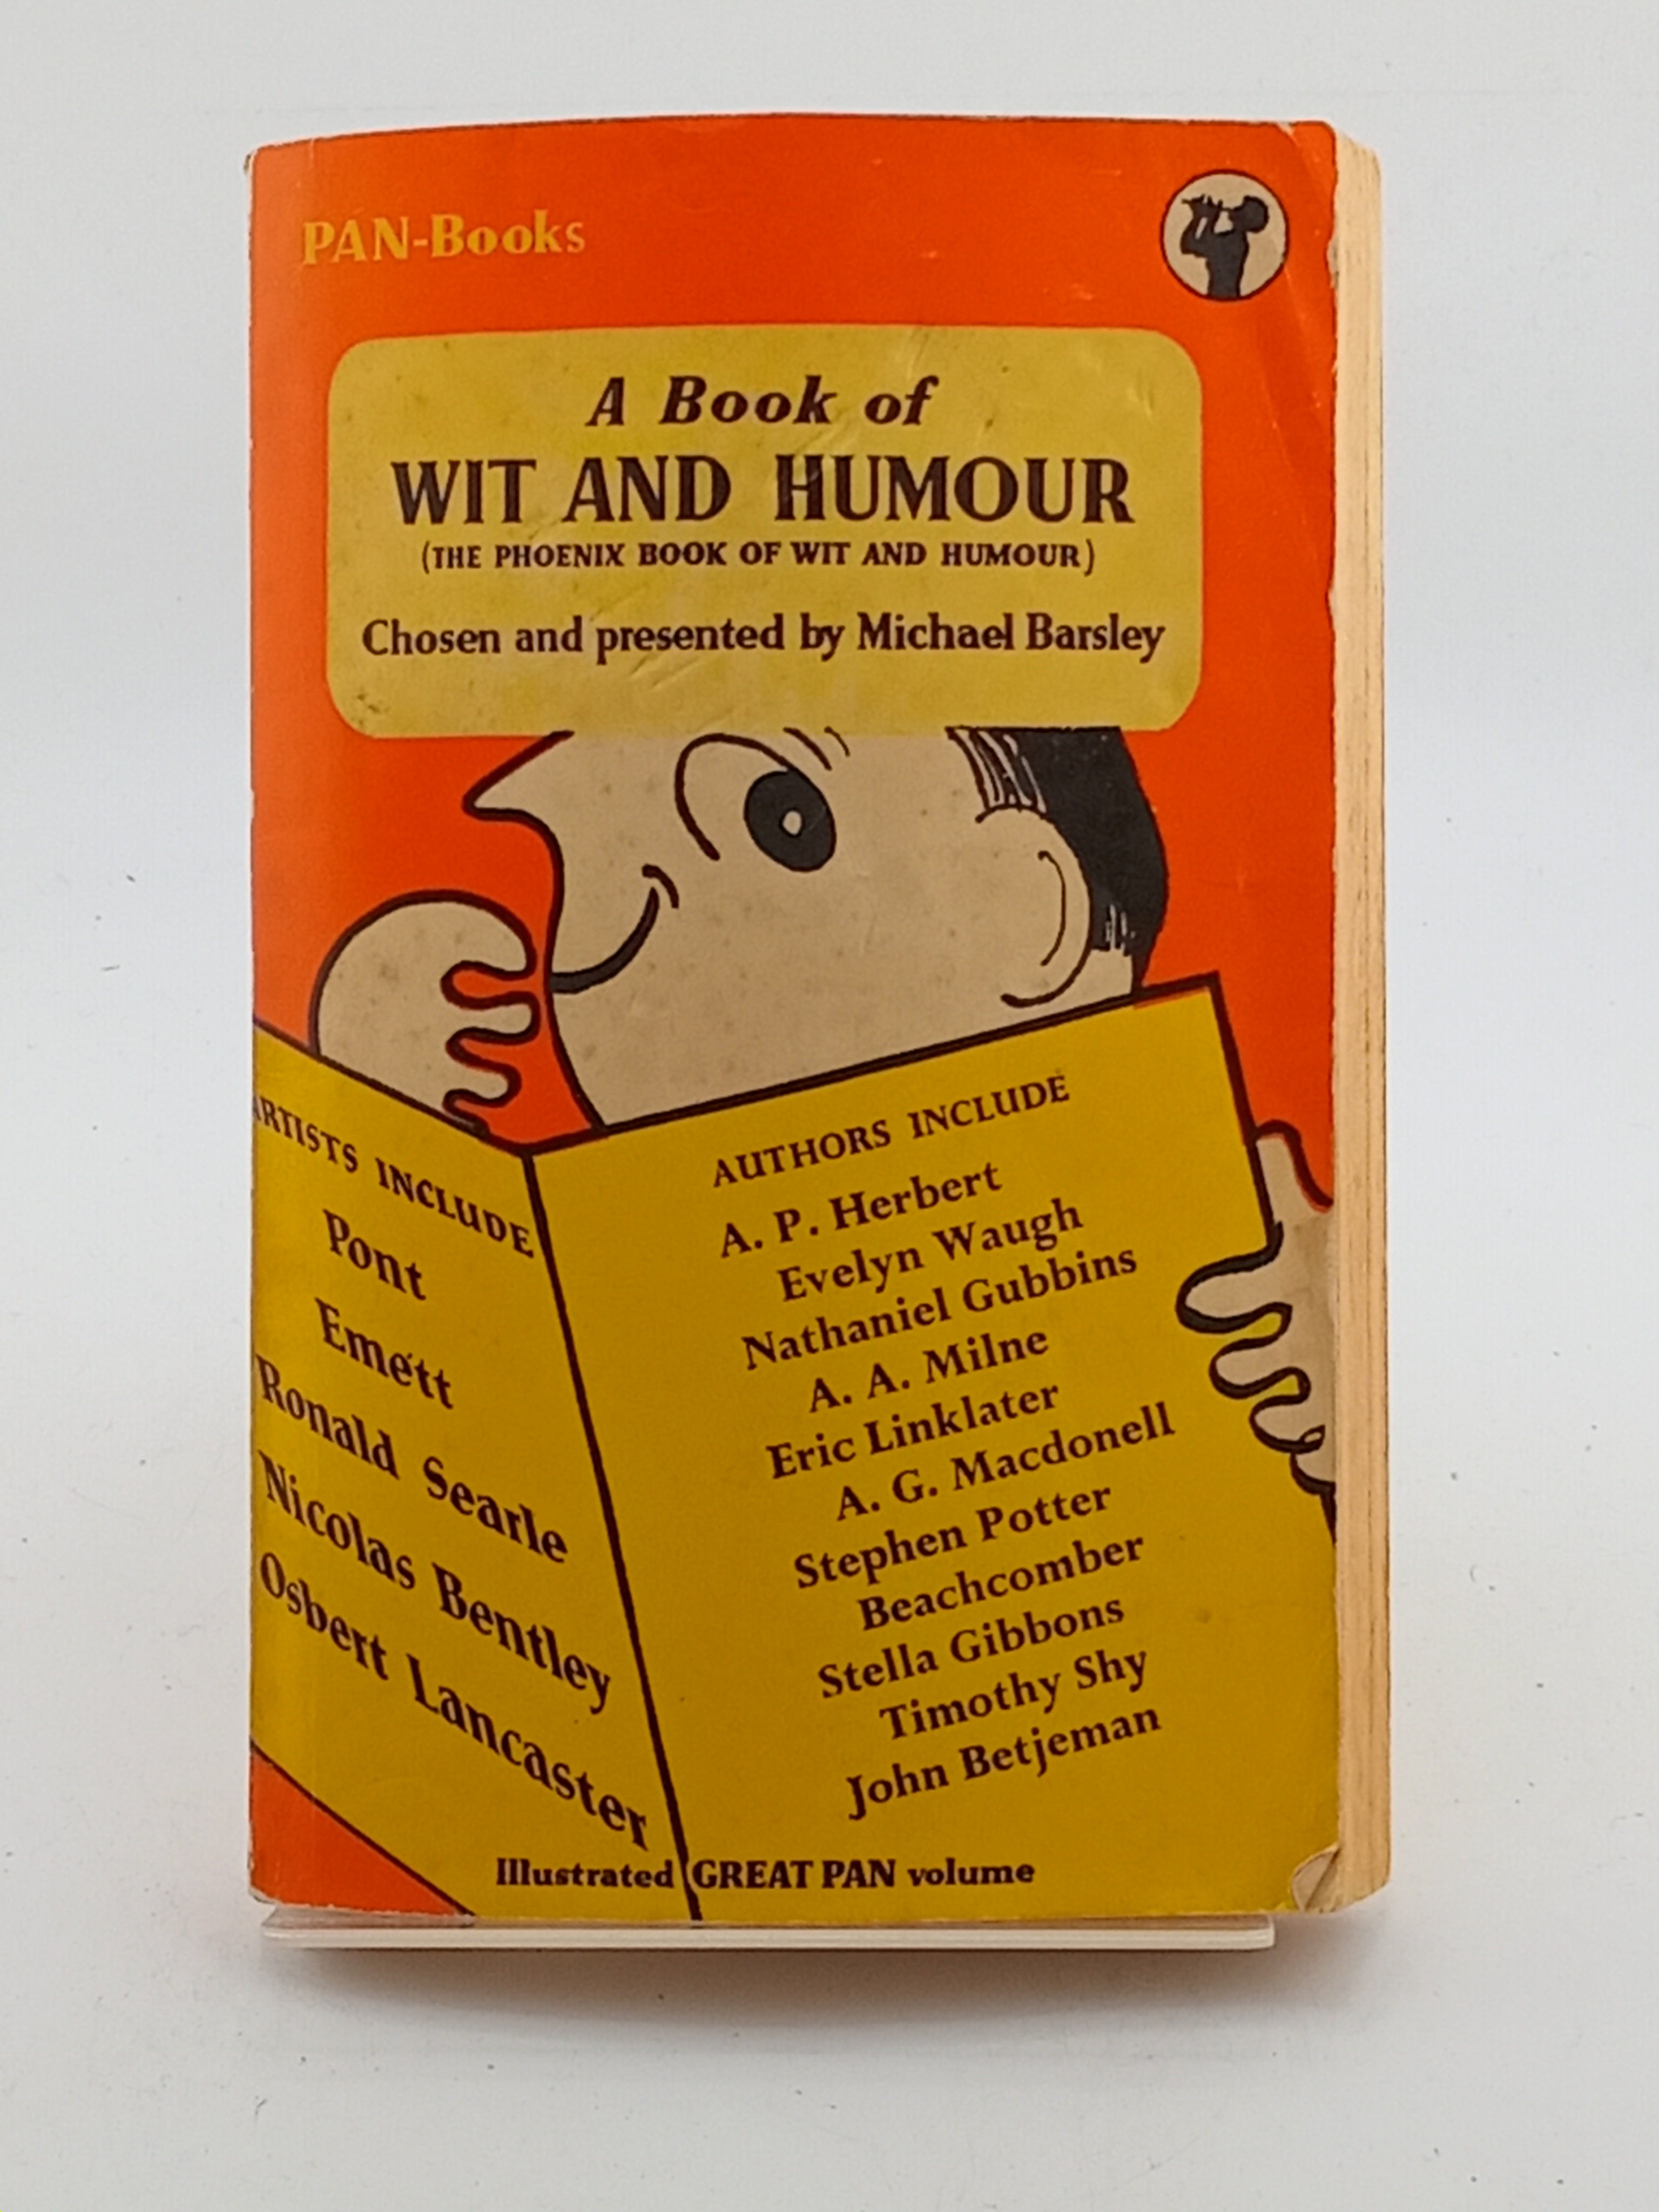 PAN-Books
A Book of
WIT AND HUMOUR
(THE PHOENIX BOOK OF WIT AND HUMOUR)
Chosen and presented by Michael Barsley
ARTISTS INCLUDE
Pont
Emett
Ronald Searle
Nicolas Bentley
Osbert Lancaster
AUTHORS INCLUDE
A. P. Herbert
Evelyn Waugh
Nathaniel Gubbins
A. A. Milne
Eric Linklater
A. G. Macdonell
Stephen Potter
Beachcomber
Stella Gibbons
Timothy Shy
John Betjeman
Illustrated GREAT PAN volume